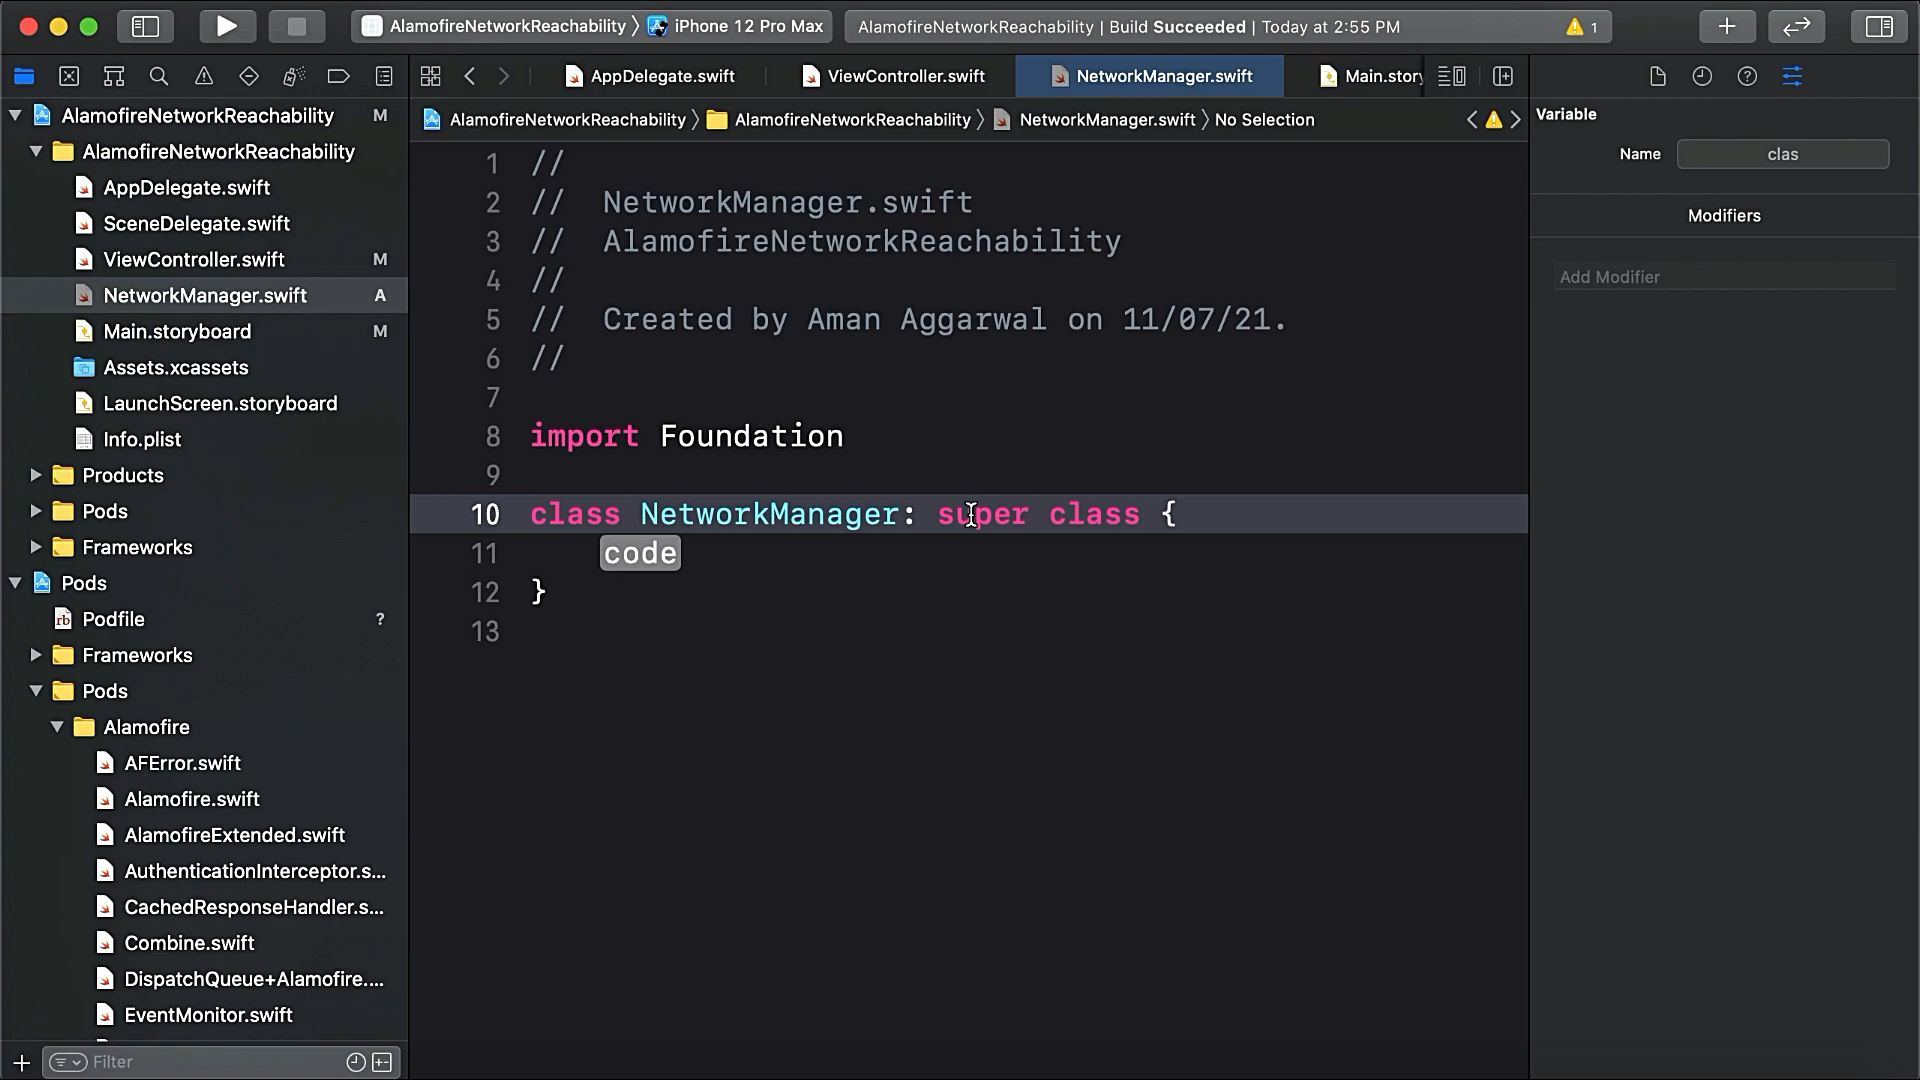 AlamofireNetworkReachability 〉 iPhone 12 Pro Max
AlamofireNetworkReachability | Build Succeeded | Today at 2:55 PM
1
AppDelegate.swift
ViewController.swift
NetworkManager.swift
Main.story
AlamofireNetworkReachability 〉 AlamofireNetworkReachability 〉 NetworkManager.swift 〉 No Selection
AlamofireNetworkReachability M
AlamofireNetworkReachability
AppDelegate.swift
SceneDelegate.swift
ViewController.swift M
NetworkManager.swift A
Main.storyboard M
Assets.xcassets
LaunchScreen.storyboard
Info.plist
Products
Pods
Frameworks
Pods
rb Podfile ?
Frameworks
Pods
Alamofire
AFError.swift
Alamofire.swift
AlamofireExtended.swift
AuthenticationInterceptor.s...
CachedResponseHandler.s...
Combine.swift
DispatchQueue+Alamofire....
EventMonitor.swift
Filter
1 //
2 //  NetworkManager.swift
3 //  AlamofireNetworkReachability
4 //
5 //  Created by Aman Aggarwal on 11/07/21.
6 //
7
8 import Foundation
9
10 class NetworkManager: super class {
11     code
12 }
13
Variable
Name clas
Modifiers
Add Modifier